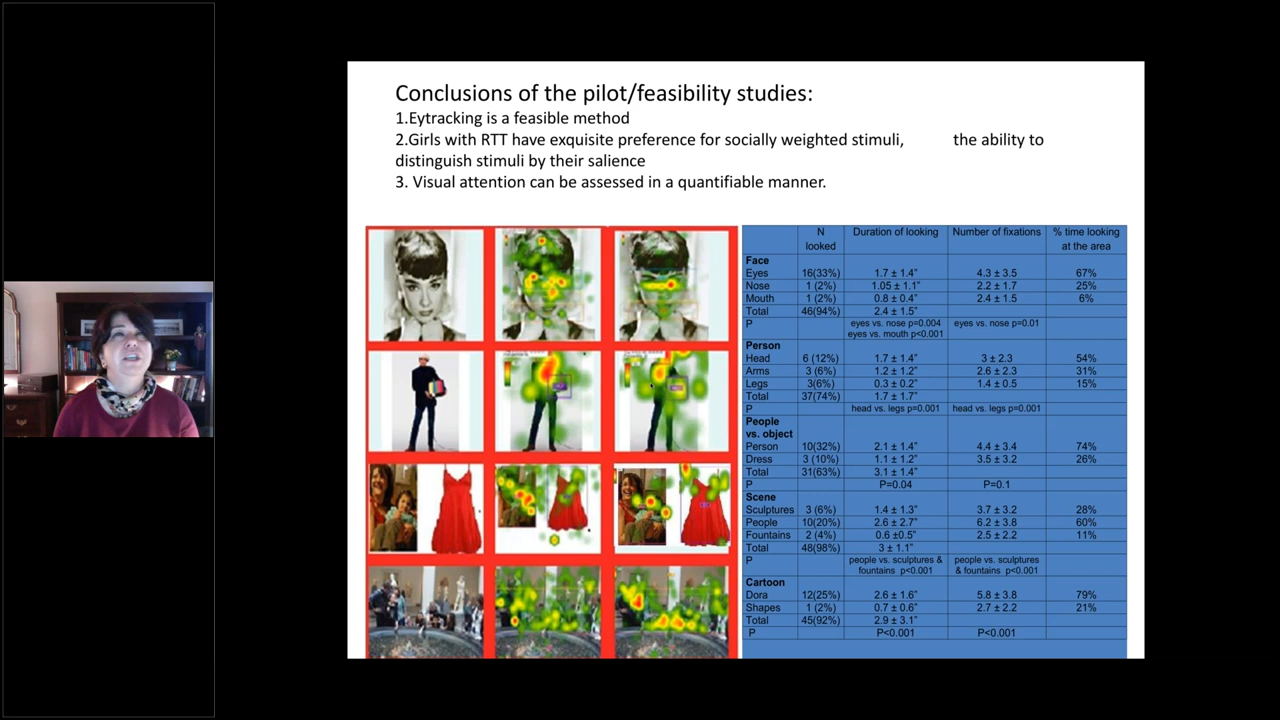 Conclusions of the pilot/feasibility studies:
1.Eytracking is a feasible method
2.Girls with RTT have exquisite preference for socially weighted stimuli, the ability to
distinguish stimuli by their salience
3. Visual attention can be assessed in a quantifiable manner.
N looked Duration of looking Number of fixations % time looking at the area
Face
Eyes 16(33%) 1.7 ± 1.4" 4.3 ± 3.5 67%
Nose 1 (2%) 1.05 ± 1.1" 2.2 ± 1.7 25%
Mouth 1 (2%) 0.8 ± 0.4" 2.4 ± 1.5 6%
Total 46(94%) 2.4 ± 1.5"
P eyes vs. nose p=0.004 eyes vs. nose p=0.01
eyes vs. mouth p<0.001
Person
Head 6 (12%) 1.7 ± 1.4" 3 ± 2.3 54%
Arms 3 (6%) 1.2 ± 1.2" 2.6 ± 2.3 31%
Legs 3(6%) 0.3 ± 0.2" 1.4 ± 0.5 15%
Total 37(74%) 1.7 ± 1.7"
P head vs. legs p=0.001 head vs. legs p=0.001
People
vs. object
Person 10(32%) 2.1 ± 1.4" 4.4 ± 3.4 74%
Dress 3 (10%) 1.1 ± 1.2" 3.5 ± 3.2 26%
Total 31(63%) 3.1 ± 1.4"
P P=0.04 P=0.1
Scene
Sculptures 3 (6%) 1.4 ± 1.3" 3.7 ± 3.2 28%
People 10(20%) 2.6 ± 2.7" 6.2 ± 3.8 60%
Fountains 2 (4%) 0.6 ±0.5" 2.5 ± 2.2 11%
Total 48(98%) 3 ± 1.1"
P people vs. sculptures & people vs. sculptures
fountains p<0.001 & fountains p<0.001
Cartoon
Dora 12(25%) 2.6 ± 1.6" 5.8 ± 3.8 79%
Shapes 1 (2%) 0.7 ± 0.6" 2.7 ± 2.2 21%
Total 45(92%) 2.9 ± 3.1"
P P<0.001 P<0.001